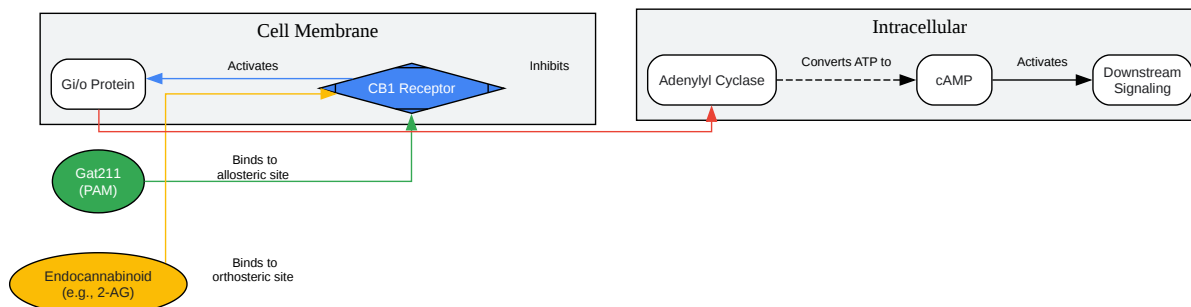 Cell Membrane
Intracellular
Gi/o Protein
Activates
CB1 Receptor
Inhibits
Adenylyl Cyclase
Converts ATP to
cAMP
Activates
Downstream
Signaling
Gat211
(PAM)
Binds to
allosteric site
Endocannabinoid
(e.g., 2-AG)
Binds to
orthosteric site